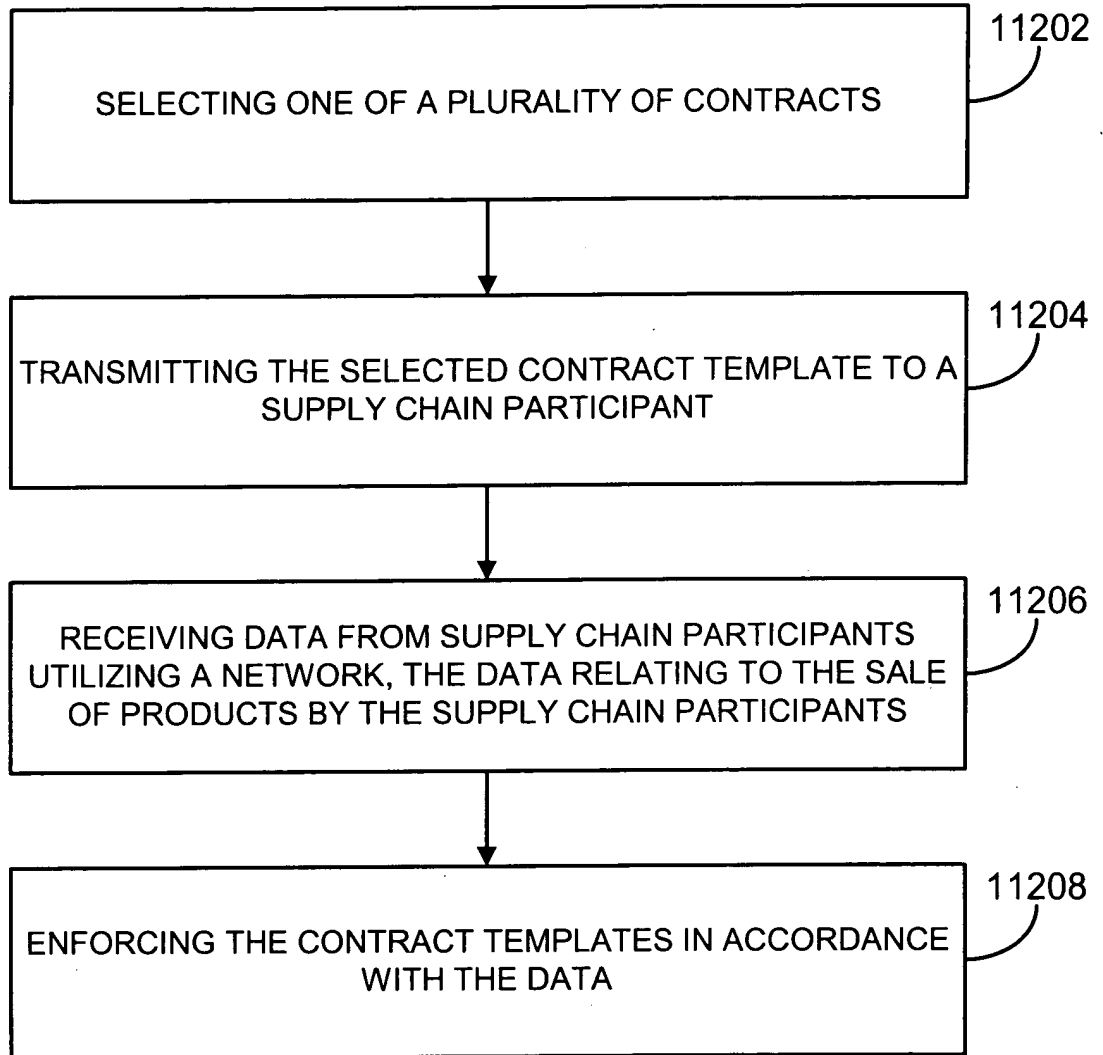 11202
SELECTING ONE OF A PLURALITY OF CONTRACTS
11204
TRANSMITTING THE SELECTED CONTRACT TEMPLATE TO A
SUPPLY CHAIN PARTICIPANT
11206
RECEIVING DATA FROM SUPPLY CHAIN PARTICIPANTS
UTILIZING A NETWORK, THE DATA RELATING TO THE SALE
OF PRODUCTS BY THE SUPPLY CHAIN PARTICIPANTS
11208
ENFORCING THE CONTRACT TEMPLATES IN ACCORDANCE
WITH THE DATA